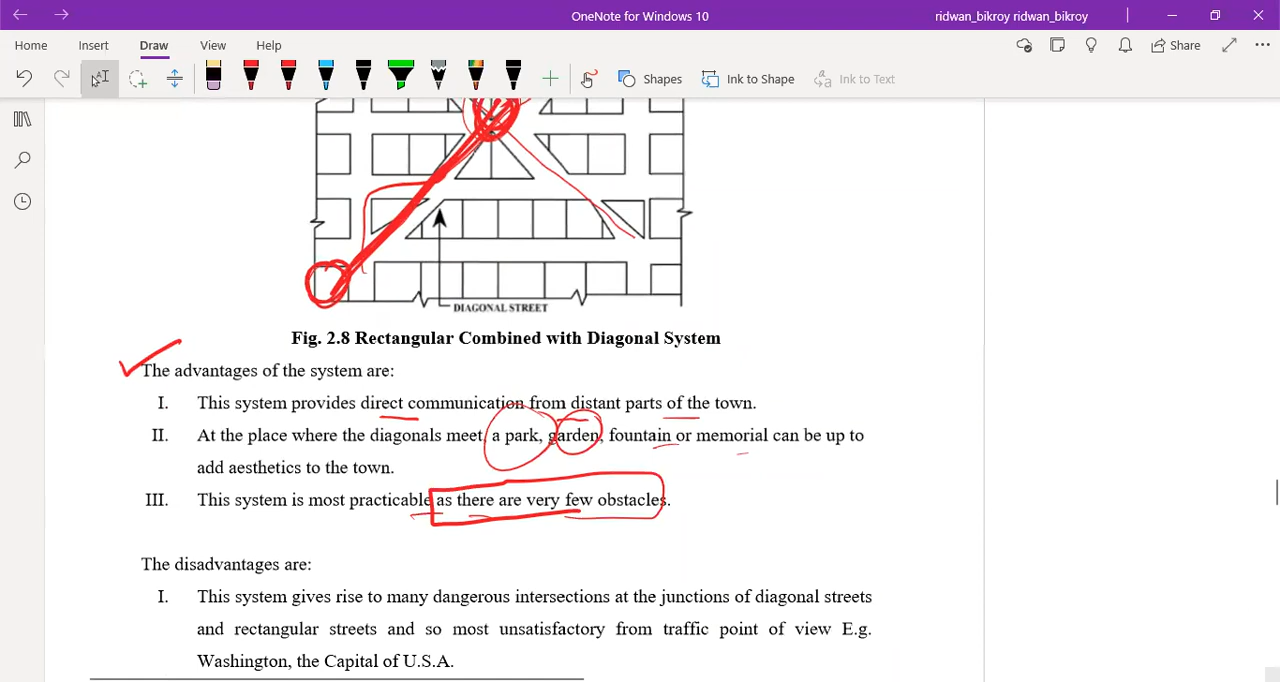 OneNote for Windows 10
ridwan_bikroy ridwan_bikroy
Home Insert Draw View Help
Share
Shapes Ink to Shape Ink to Text
DIAGONAL STREET
Fig. 2.8 Rectangular Combined with Diagonal System
The advantages of the system are:
I. This system provides direct communication from distant parts of the town.
II. At the place where the diagonals meet, a park, garden, fountain or memorial can be up to
add aesthetics to the town.
III. This system is most practicable as there are very few obstacles.
The disadvantages are:
I. This system gives rise to many dangerous intersections at the junctions of diagonal streets
and rectangular streets and so most unsatisfactory from traffic point of view E.g.
Washington, the Capital of U.S.A.